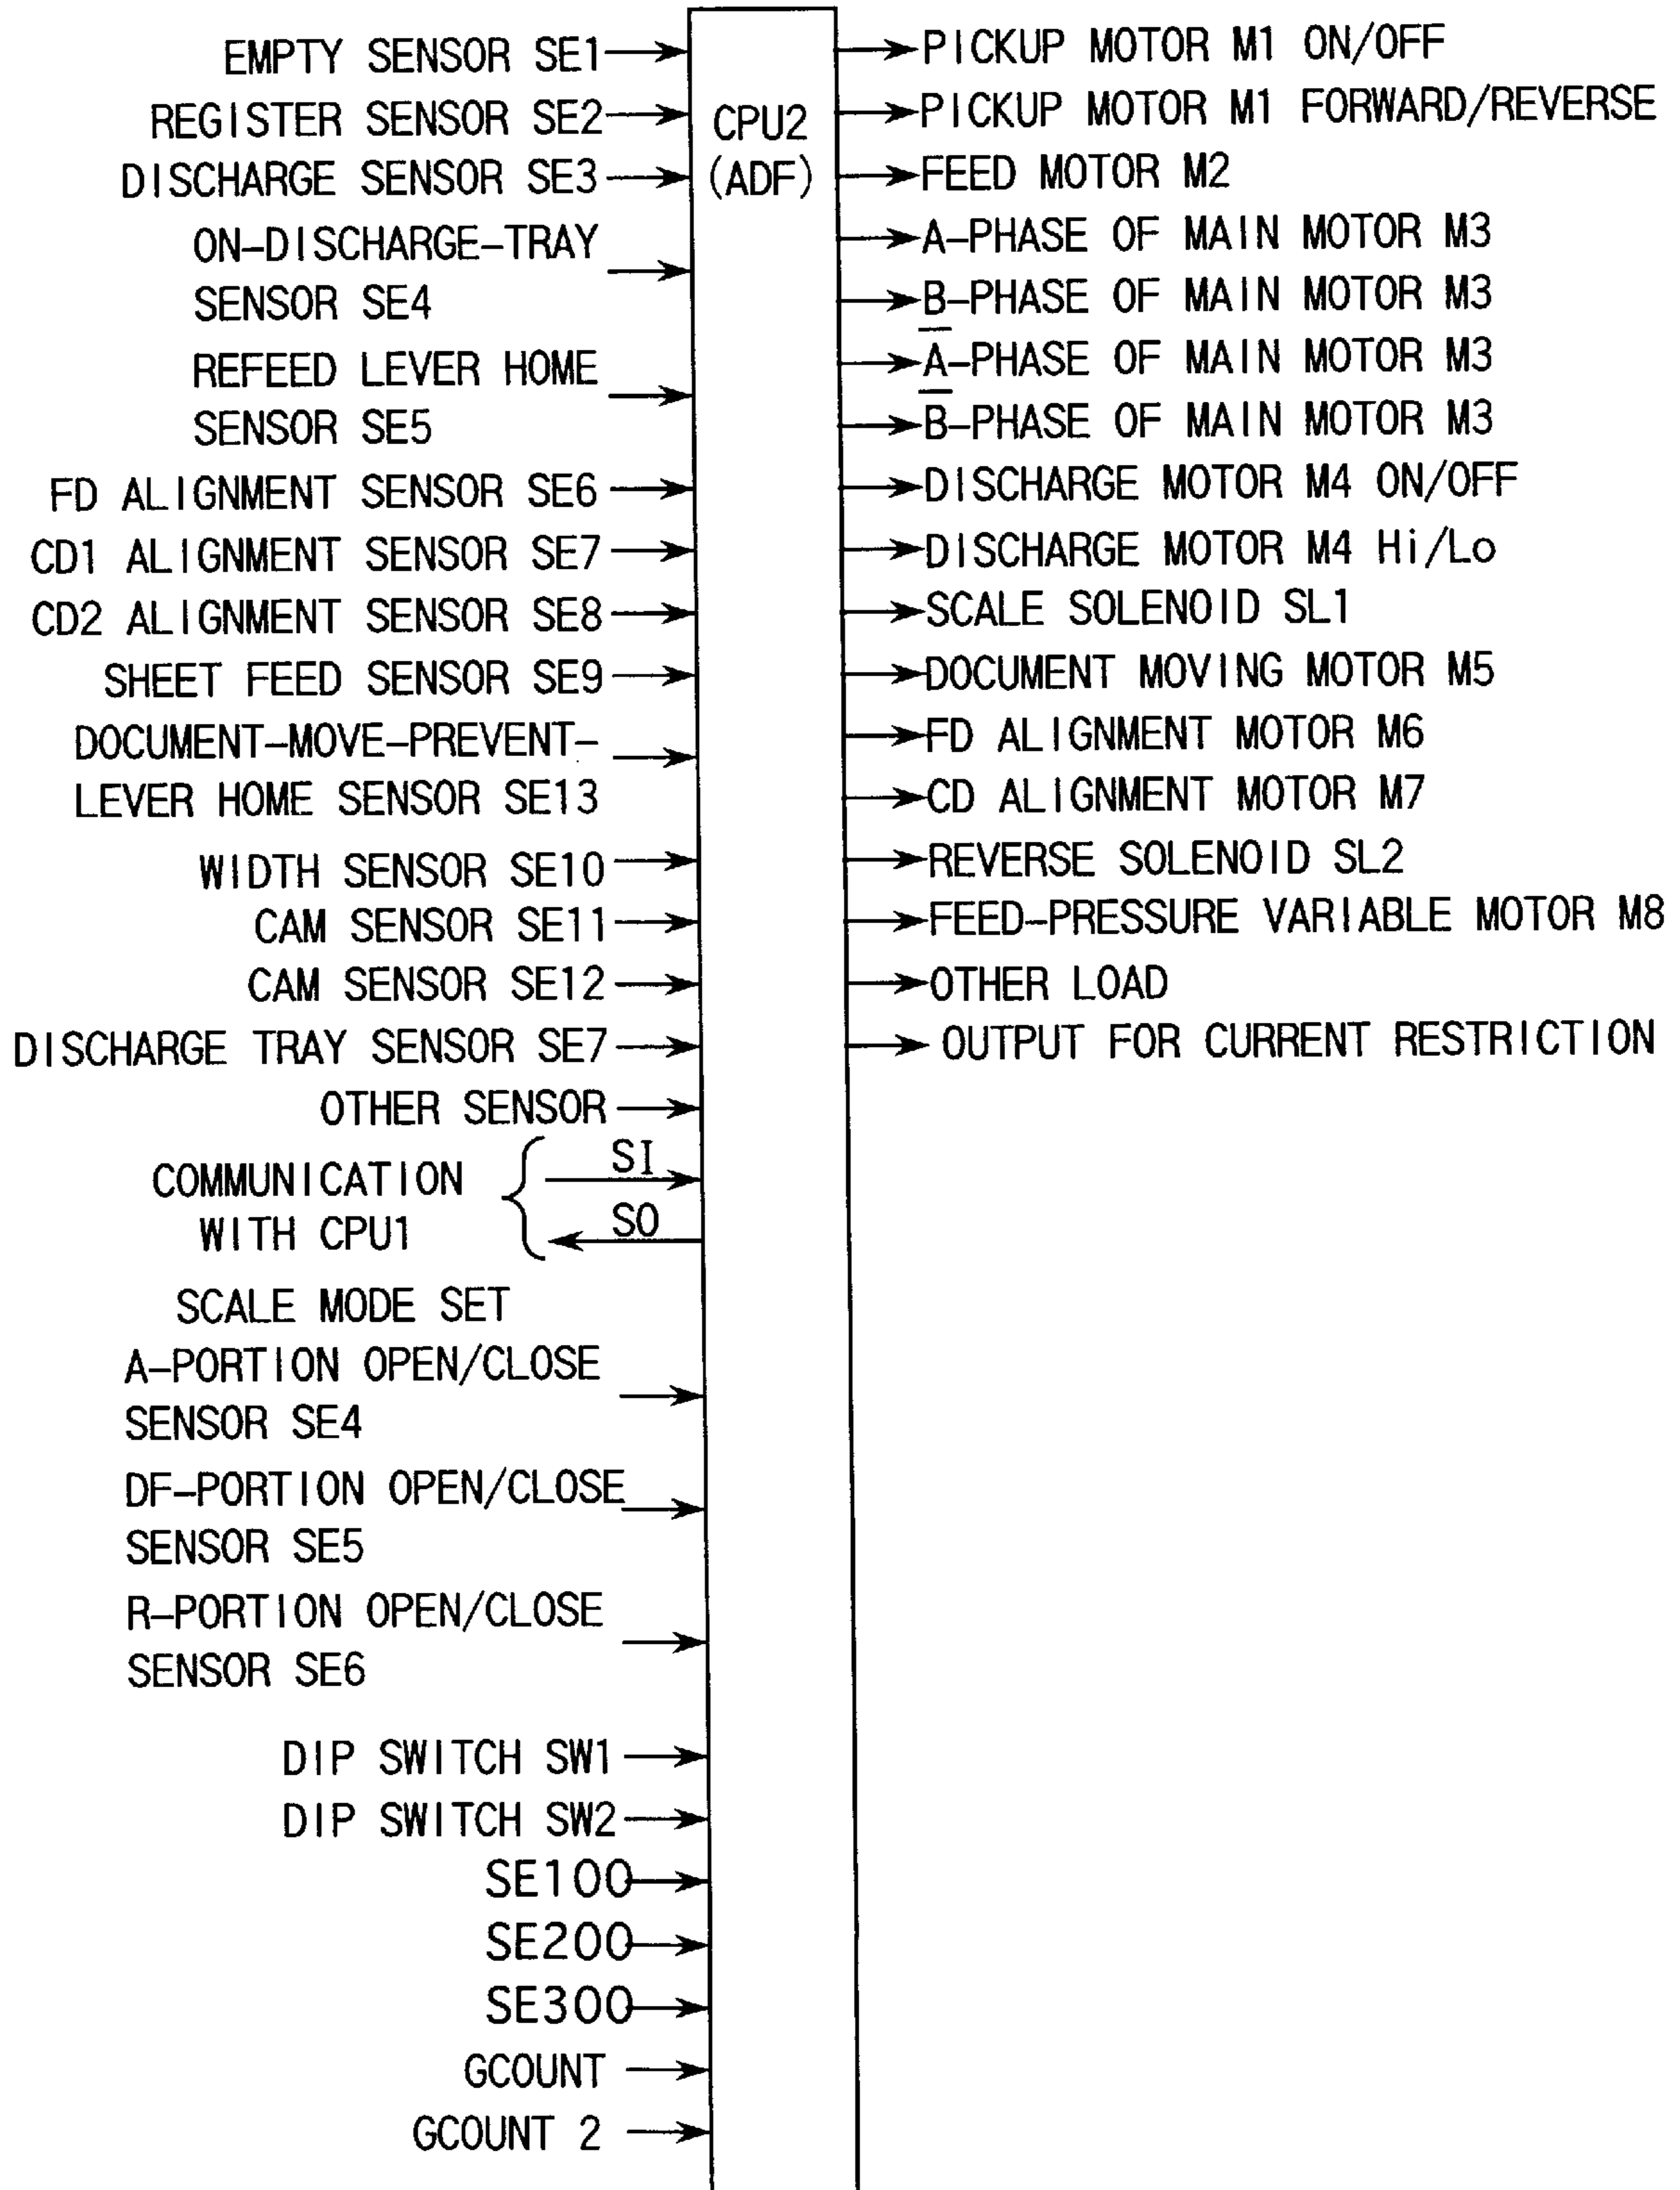 EMPTY SENSOR SE1
REGISTER SENSOR SE2
DISCHARGE SENSOR SE3
ON-DISCHARGE-TRAY
SENSOR SE4
REFEED LEVER HOME
SENSOR SE5
FD ALIGNMENT SENSOR SE6
CD1 ALIGNMENT SENSOR SE7
CD2 ALIGNMENT SENSOR SE8
SHEET FEED SENSOR SE9
DOCUMENT-MOVE-PREVENT-
LEVER HOME SENSOR SE13
WIDTH SENSOR SE10
CAM SENSOR SE11
CAM SENSOR SE12
DISCHARGE TRAY SENSOR SE7
OTHER SENSOR
COMMUNICATION
WITH CPU1
SI
SO
SCALE MODE SET
A-PORTION OPEN/CLOSE
SENSOR SE4
DF-PORTION OPEN/CLOSE
SENSOR SE5
R-PORTION OPEN/CLOSE
SENSOR SE6
DIP SWITCH SW1
DIP SWITCH SW2
SE100
SE200
SE300
GCOUNT
GCOUNT 2
CPU2
(ADF)
PICKUP MOTOR M1 ON/OFF
PICKUP MOTOR M1 FORWARD/REVERSE
FEED MOTOR M2
A-PHASE OF MAIN MOTOR M3
B-PHASE OF MAIN MOTOR M3
A̅-PHASE OF MAIN MOTOR M3
B̅-PHASE OF MAIN MOTOR M3
DISCHARGE MOTOR M4 ON/OFF
DISCHARGE MOTOR M4 Hi/Lo
SCALE SOLENOID SL1
DOCUMENT MOVING MOTOR M5
FD ALIGNMENT MOTOR M6
CD ALIGNMENT MOTOR M7
REVERSE SOLENOID SL2
FEED-PRESSURE VARIABLE MOTOR M8
OTHER LOAD
OUTPUT FOR CURRENT RESTRICTION